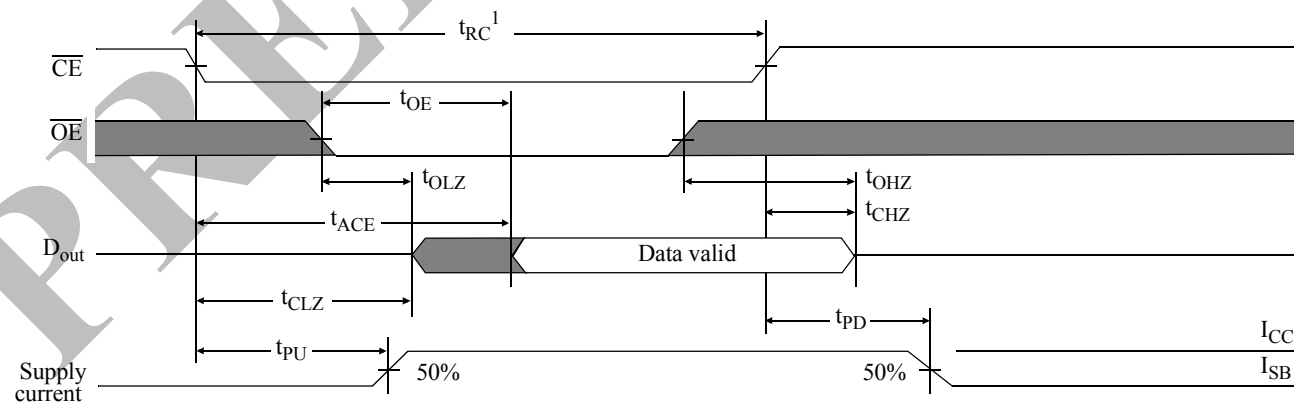 tRC1
CE
tOE
OE
tOLZ
tOHZ
tACE
tCHZ
Dout
Data valid
tCLZ
tPD
tPU
ICC
Supply
current
50%
50%
ISB
PRE